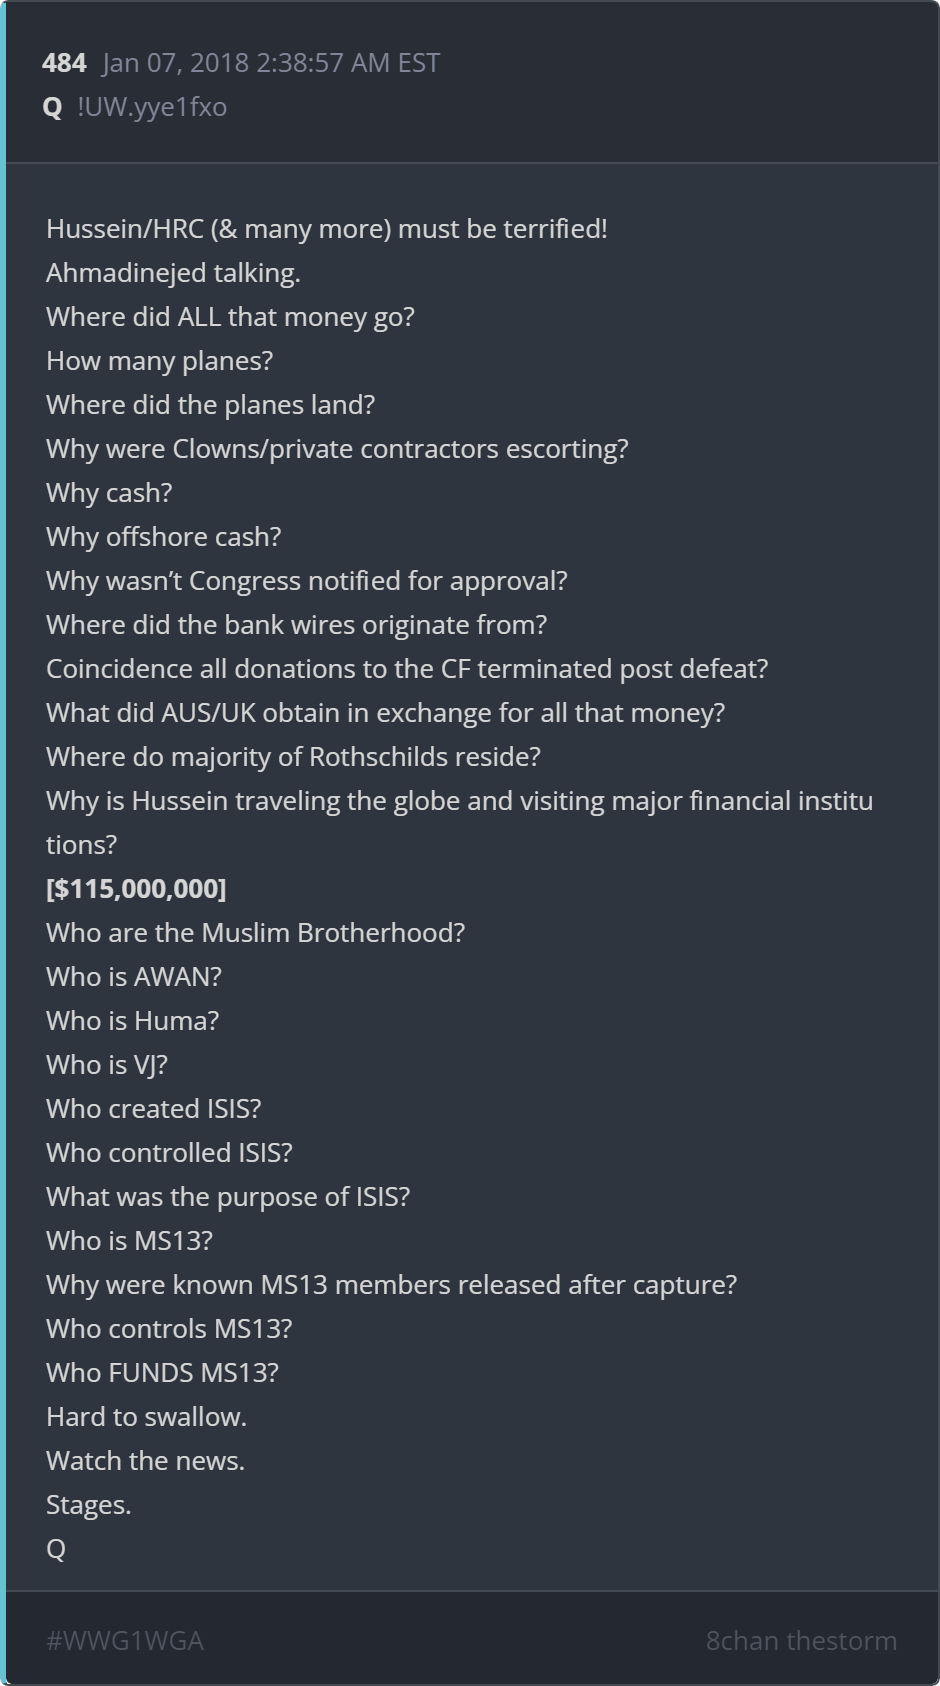 484 Jan 07, 2018 2:38:57 AM EST
Q !UW.yye1fxo
Hussein/HRC (& many more) must be terrified!
Ahmadinejed talking.
Where did ALL that money go?
How many planes?
Where did the planes land?
Why were Clowns/private contractors escorting?
Why cash?
Why offshore cash?
Why wasn’t Congress notified for approval?
Where did the bank wires originate from?
Coincidence all donations to the CF terminated post defeat?
What did AUS/UK obtain in exchange for all that money?
Where do majority of Rothschilds reside?
Why is Hussein traveling the globe and visiting major financial institu
tions?
[$115,000,000]
Who are the Muslim Brotherhood?
Who is AWAN?
Who is Huma?
Who is VJ?
Who created ISIS?
Who controlled ISIS?
What was the purpose of ISIS?
Who is MS13?
Why were known MS13 members released after capture?
Who controls MS13?
Who FUNDS MS13?
Hard to swallow.
Watch the news.
Stages.
Q
#WWG1WGA 8chan thestorm